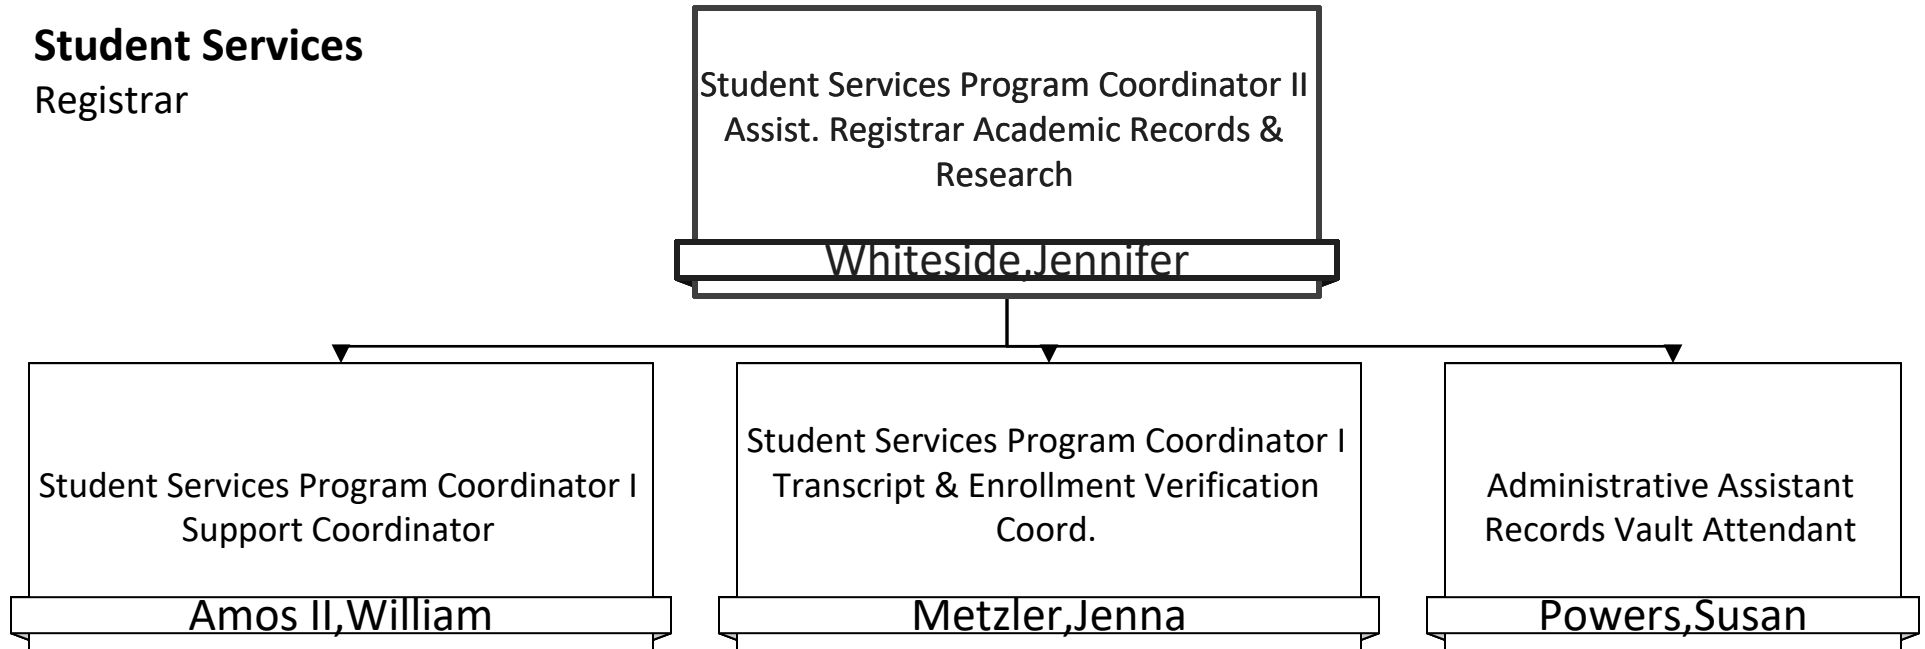 Student Services
Registrar
Student Services Program Coordinator II
Assist. Registrar Academic Records &
Research
Whiteside,Jennifer
Student Services Program Coordinator I
Support Coordinator
Amos II,William
Student Services Program Coordinator I
Transcript & Enrollment Verification
Coord.
Metzler,Jenna
Administrative Assistant
Records Vault Attendant
Powers,Susan